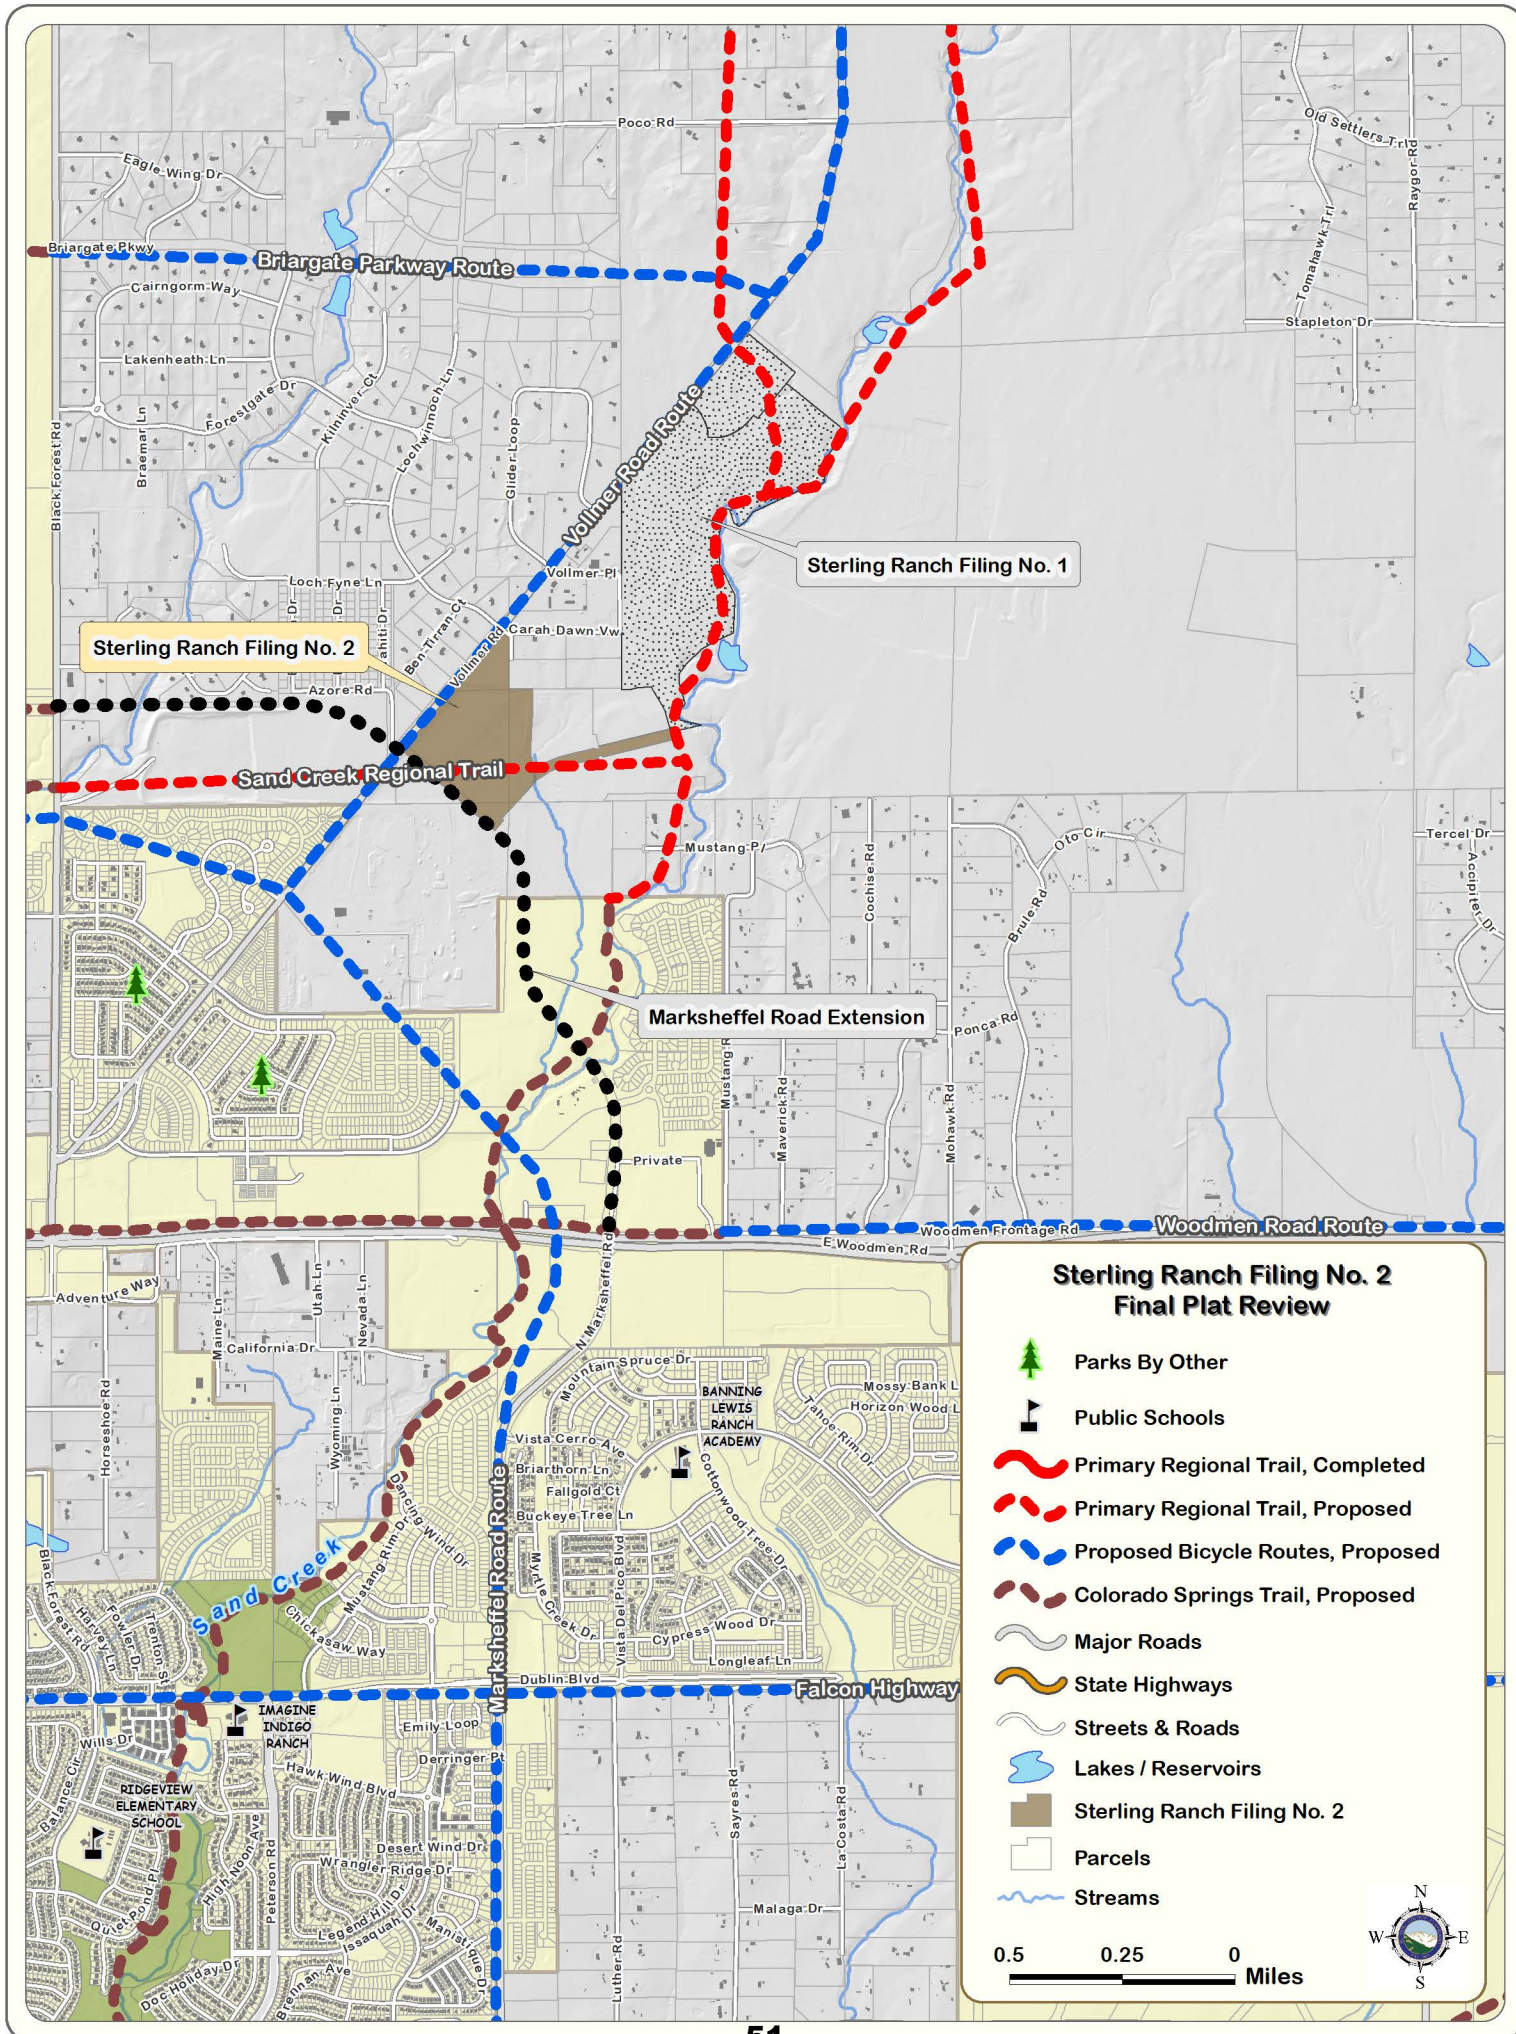 Poco Rd
Old Settlers Trl
Raygor Rd
Eagle Wing Dr
Briargate Pkwy
Briargate Parkway Route
Cairngorm Way
Tomahawk Trl
Stapleton Dr
Lakenheath Ln
Forestgate Dr
Kilninver Ct
Lochwinnoch Ln
Braemar Ln
Black Forest Rd
Glider Loop
Vollmer Road Route
Sterling Ranch Filing No. 1
Vollmer Pl
Loch Fyne Ln
Ben Tirran Ct
Carah Dawn Vw
Vollmer Rd
Sterling Ranch Filing No. 2
Azore Rd
Sand Creek Regional Trail
Mustang Pl
Cochise Rd
Oto Cir
Brule Rd
Tercel Dr
Accipiter Dr
Marksheffel Road Extension
Ponca Rd
Mustang R
Maverick Rd
Mohawk Rd
Private
Woodmen Frontage Rd
Woodmen Road Route
E Woodmen Rd
N Marksheffel Rd
Adventure Way
Maine Ln
Utah Ln
Nevada Ln
California Dr
Horseshoe Rd
Wyoming Ln
Mountain Spruce Dr
BANNING
LEWIS
RANCH
ACADEMY
Mossy Bank L
Horizon Wood L
Tahoe Rim Dr
Vista Cerro Ave
Briarthorn Ln
Fallgold Ct
Buckeye Tree Ln
Cottonwood Tree Dr
Dancing Wind Dr
Mustang Rim Dr
Marksheffel Road Route
Myrtle Creek Dr
Vista Del Pico Blvd
Cypress Wood Dr
Longleaf Ln
Sand Creek
Chickasaw Way
Black Forest Rd
Harvey Ln
Fowler Dr
Trenton St
Dublin Blvd
Falcon Highway
IMAGINE
INDIGO
RANCH
Emily Loop
Derringer Pt
Wills Dr
Balance Cir
Hawk Wind Blvd
RIDGEVIEW
ELEMENTARY
SCHOOL
High Noon Ave
Peterson Rd
Desert Wind Dr
Wrangler Ridge Dr
Legend Hill Dr
Issaquah Dr
Manistique Dr
Quiet Pond Pl
Doc Holiday Dr
Brennan Ave
Sayres Rd
La Costa Rd
Malaga Dr
Luther Rd
Sterling Ranch Filing No. 2
Final Plat Review
Parks By Other
Public Schools
Primary Regional Trail, Completed
Primary Regional Trail, Proposed
Proposed Bicycle Routes, Proposed
Colorado Springs Trail, Proposed
Major Roads
State Highways
Streets & Roads
Lakes / Reservoirs
Sterling Ranch Filing No. 2
Parcels
Streams
0.5 0.25 0
Miles
N
W E
S
51